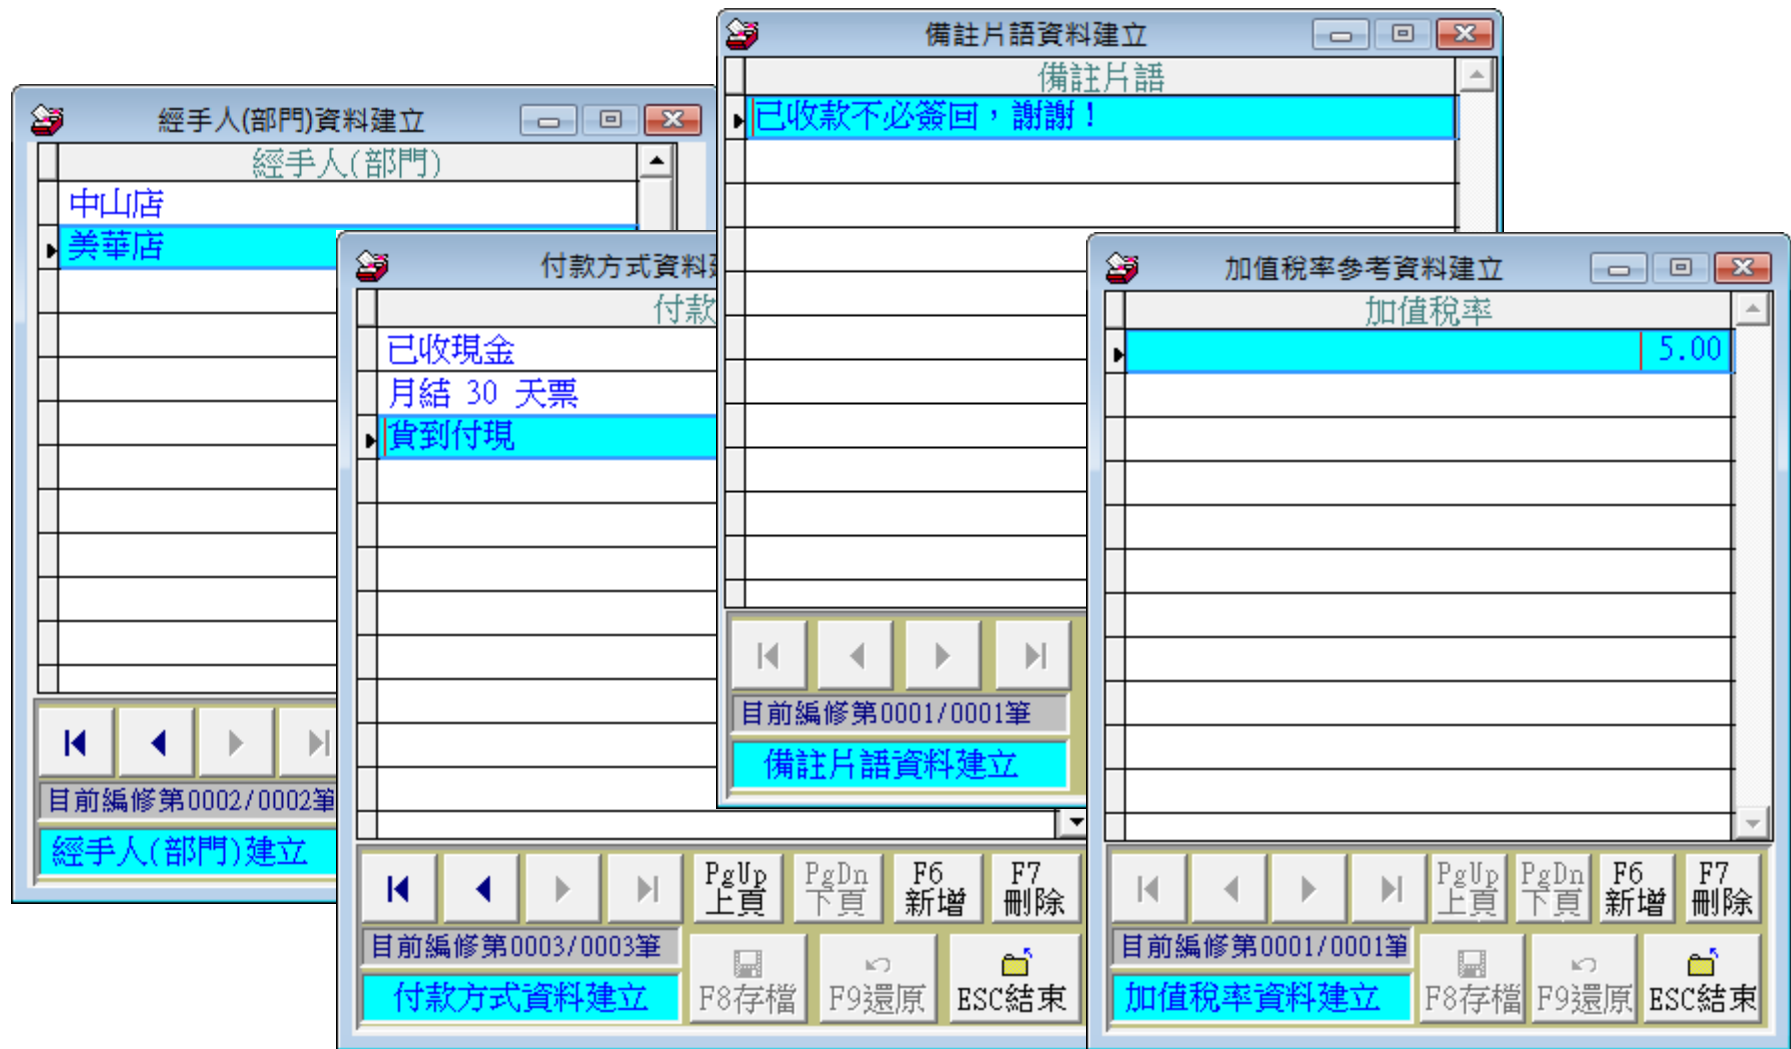 經手人(部門)資料建立
經手人(部門)
中山店
美華店
目前編修第0002/0002筆
經手人(部門)建立
付款方式資料
付款
已收現金
月結 30 天票
貨到付現
PgUp
上頁
PgDn
下頁
F6
新增
F7
刪除
目前編修第0003/0003筆
付款方式資料建立
F8存檔
F9還原
ESC結束
備註片語資料建立
備註片語
已收款不必簽回，謝謝！
目前編修第0001/0001筆
備註片語資料建立
加值稅率參考資料建立
加值稅率
5.00
PgUp
上頁
PgDn
下頁
F6
新增
F7
刪除
目前編修第0001/0001筆
加值稅率資料建立
F8存檔
F9還原
ESC結束